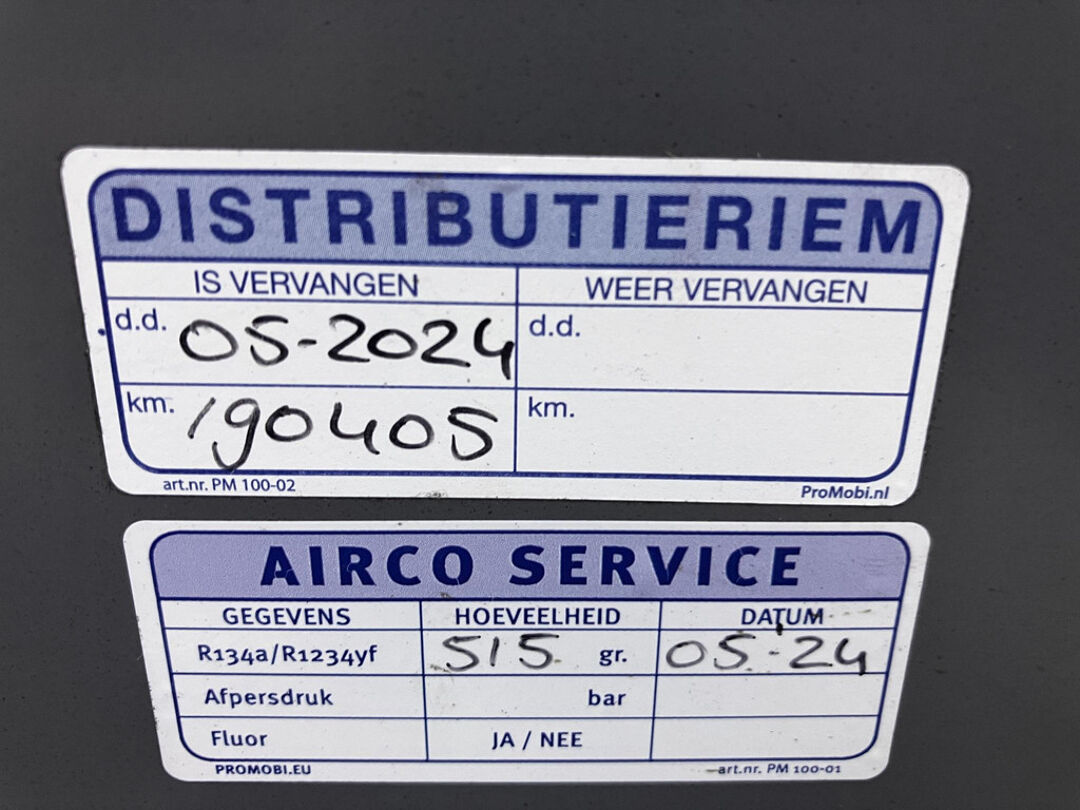 DISTRIBUTIERIEM
IS VERVANGEN WEER VERVANGEN
d.d. 05-2024 d.d.
km. 190405 km.
art.nr. PM 100-02 ProMobi.nl
AIRCO SERVICE
GEGEVENS HOEVEELHEID DATUM
R134a/R1234yf 515 gr. 05-24
Afpersdruk bar
Fluor JA / NEE
PROMOBI.EU art.nr. PM 100-01